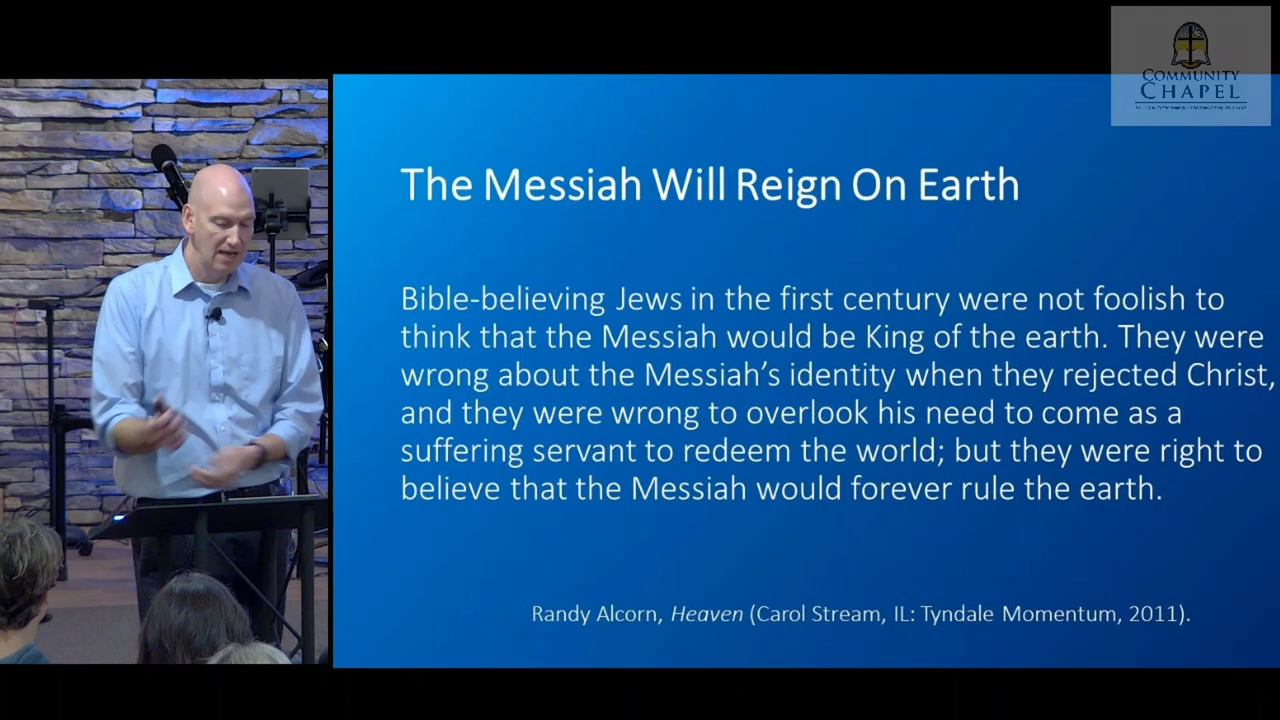 COMMUNITY
CHAPEL
The Messiah Will Reign On Earth
Bible-believing Jews in the first century were not foolish to
think that the Messiah would be King of the earth. They were
wrong about the Messiah’s identity when they rejected Christ,
and they were wrong to overlook his need to come as a
suffering servant to redeem the world; but they were right to
believe that the Messiah would forever rule the earth.
Randy Alcorn, Heaven (Carol Stream, IL: Tyndale Momentum, 2011).